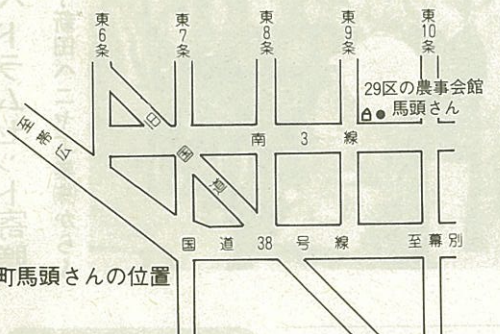 東6条
東7条
東8条
東9条
東10条
29区の農事会館
馬頭さん
旧国道
南3線
至帯広
国道38号線
至幕別
町馬頭さんの位置